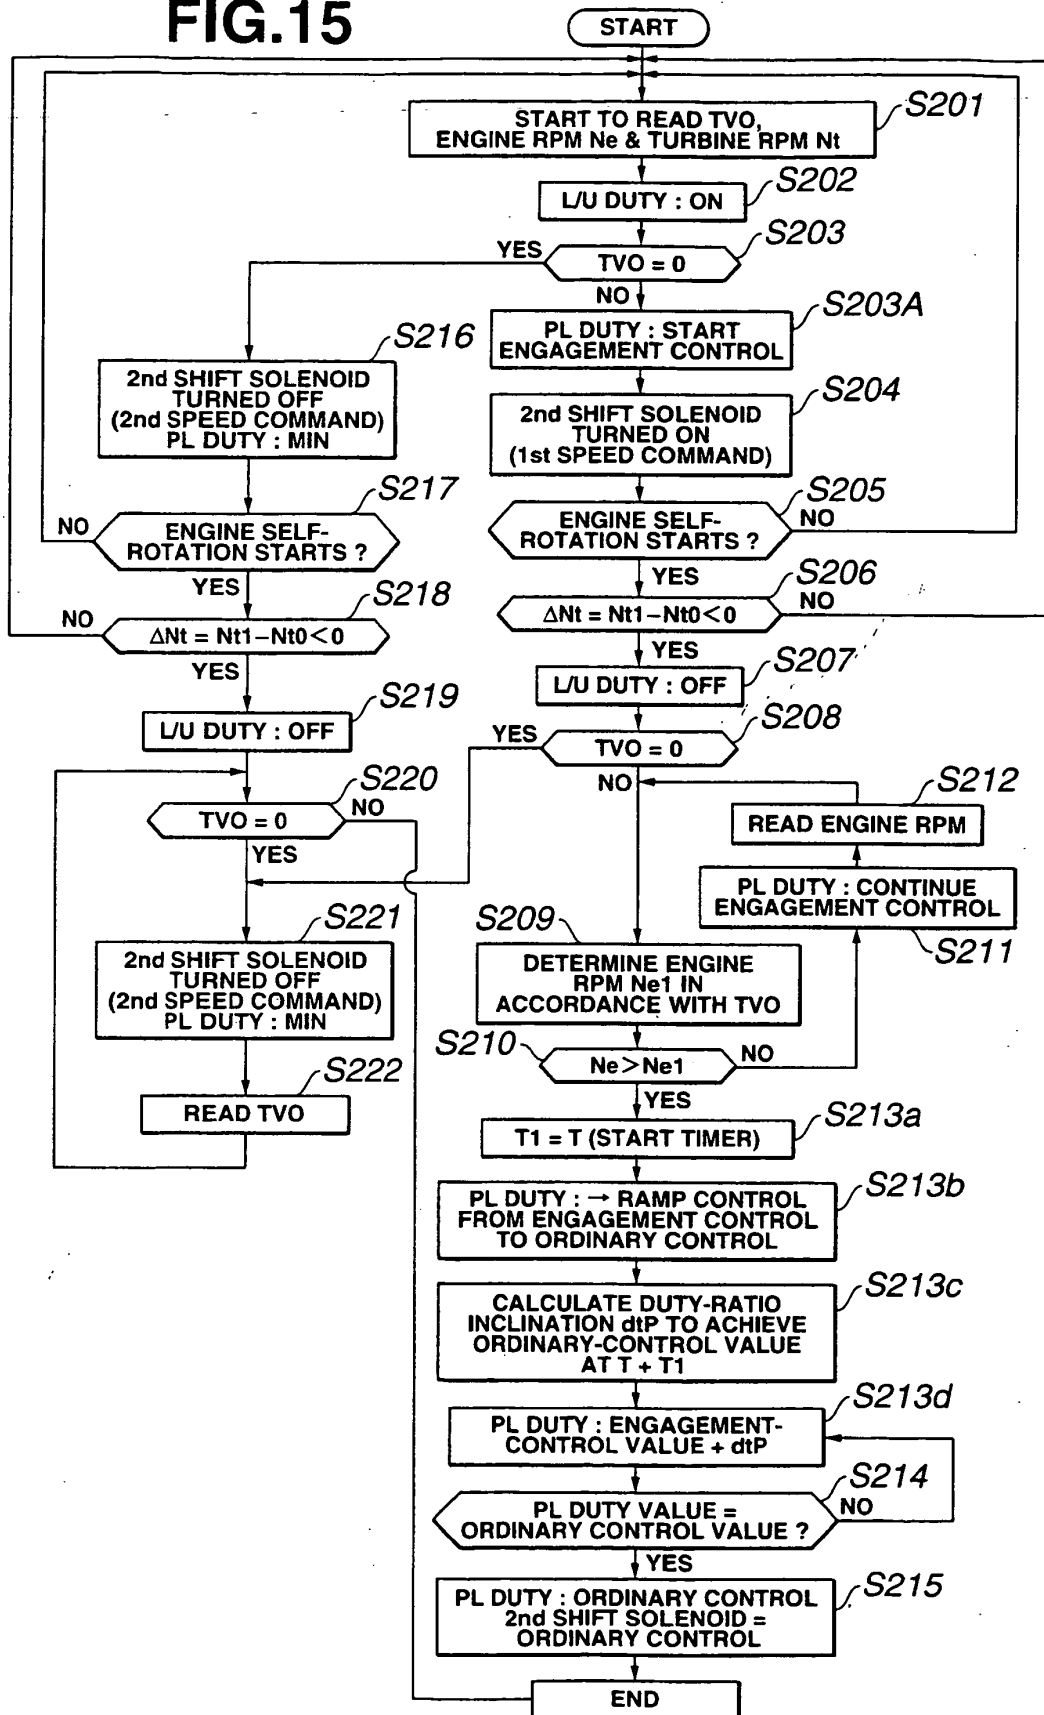 FIG.15
START
S201
START TO READ TVO,
ENGINE RPM Ne & TURBINE RPM Nt
S202
L/U DUTY : ON
S203
YES
TVO = 0
NO
S203A
PL DUTY : START
ENGAGEMENT CONTROL
S216
2nd SHIFT SOLENOID
TURNED OFF
(2nd SPEED COMMAND)
PL DUTY : MIN
S204
2nd SHIFT SOLENOID
TURNED ON
(1st SPEED COMMAND)
S217
NO
ENGINE SELF-
ROTATION STARTS ?
YES
S205
ENGINE SELF-
ROTATION STARTS ?
NO
YES
S218
NO
ΔNt = Nt1–Nt0<0
YES
S206
ΔNt = Nt1–Nt0<0
NO
YES
S207
L/U DUTY : OFF
S219
L/U DUTY : OFF
S208
YES
TVO = 0
NO
S220
TVO = 0
NO
YES
S212
READ ENGINE RPM
PL DUTY : CONTINUE
ENGAGEMENT CONTROL
S211
S221
2nd SHIFT SOLENOID
TURNED OFF
(2nd SPEED COMMAND)
PL DUTY : MIN
S209
DETERMINE ENGINE
RPM Ne1 IN
ACCORDANCE WITH TVO
S210
Ne>Ne1
NO
YES
S222
READ TVO
S213a
T1 = T (START TIMER)
S213b
PL DUTY : → RAMP CONTROL
FROM ENGAGEMENT CONTROL
TO ORDINARY CONTROL
S213c
CALCULATE DUTY-RATIO
INCLINATION dtP TO ACHIEVE
ORDINARY-CONTROL VALUE
AT T + T1
S213d
PL DUTY : ENGAGEMENT-
CONTROL VALUE + dtP
S214
PL DUTY VALUE =
ORDINARY CONTROL VALUE ?
NO
YES
S215
PL DUTY : ORDINARY CONTROL
2nd SHIFT SOLENOID =
ORDINARY CONTROL
END